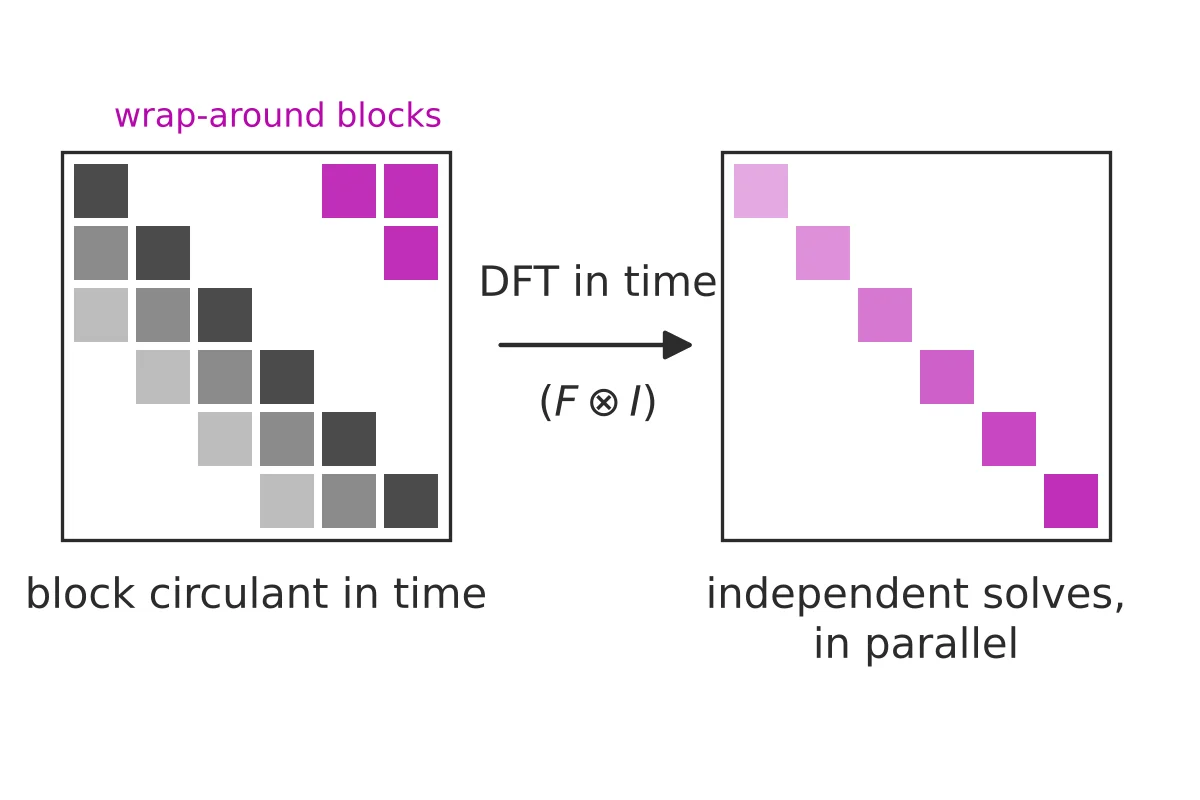 wrap-around blocks
DFT in time
(F ⊗ I)
block circulant in time
independent solves,
in parallel